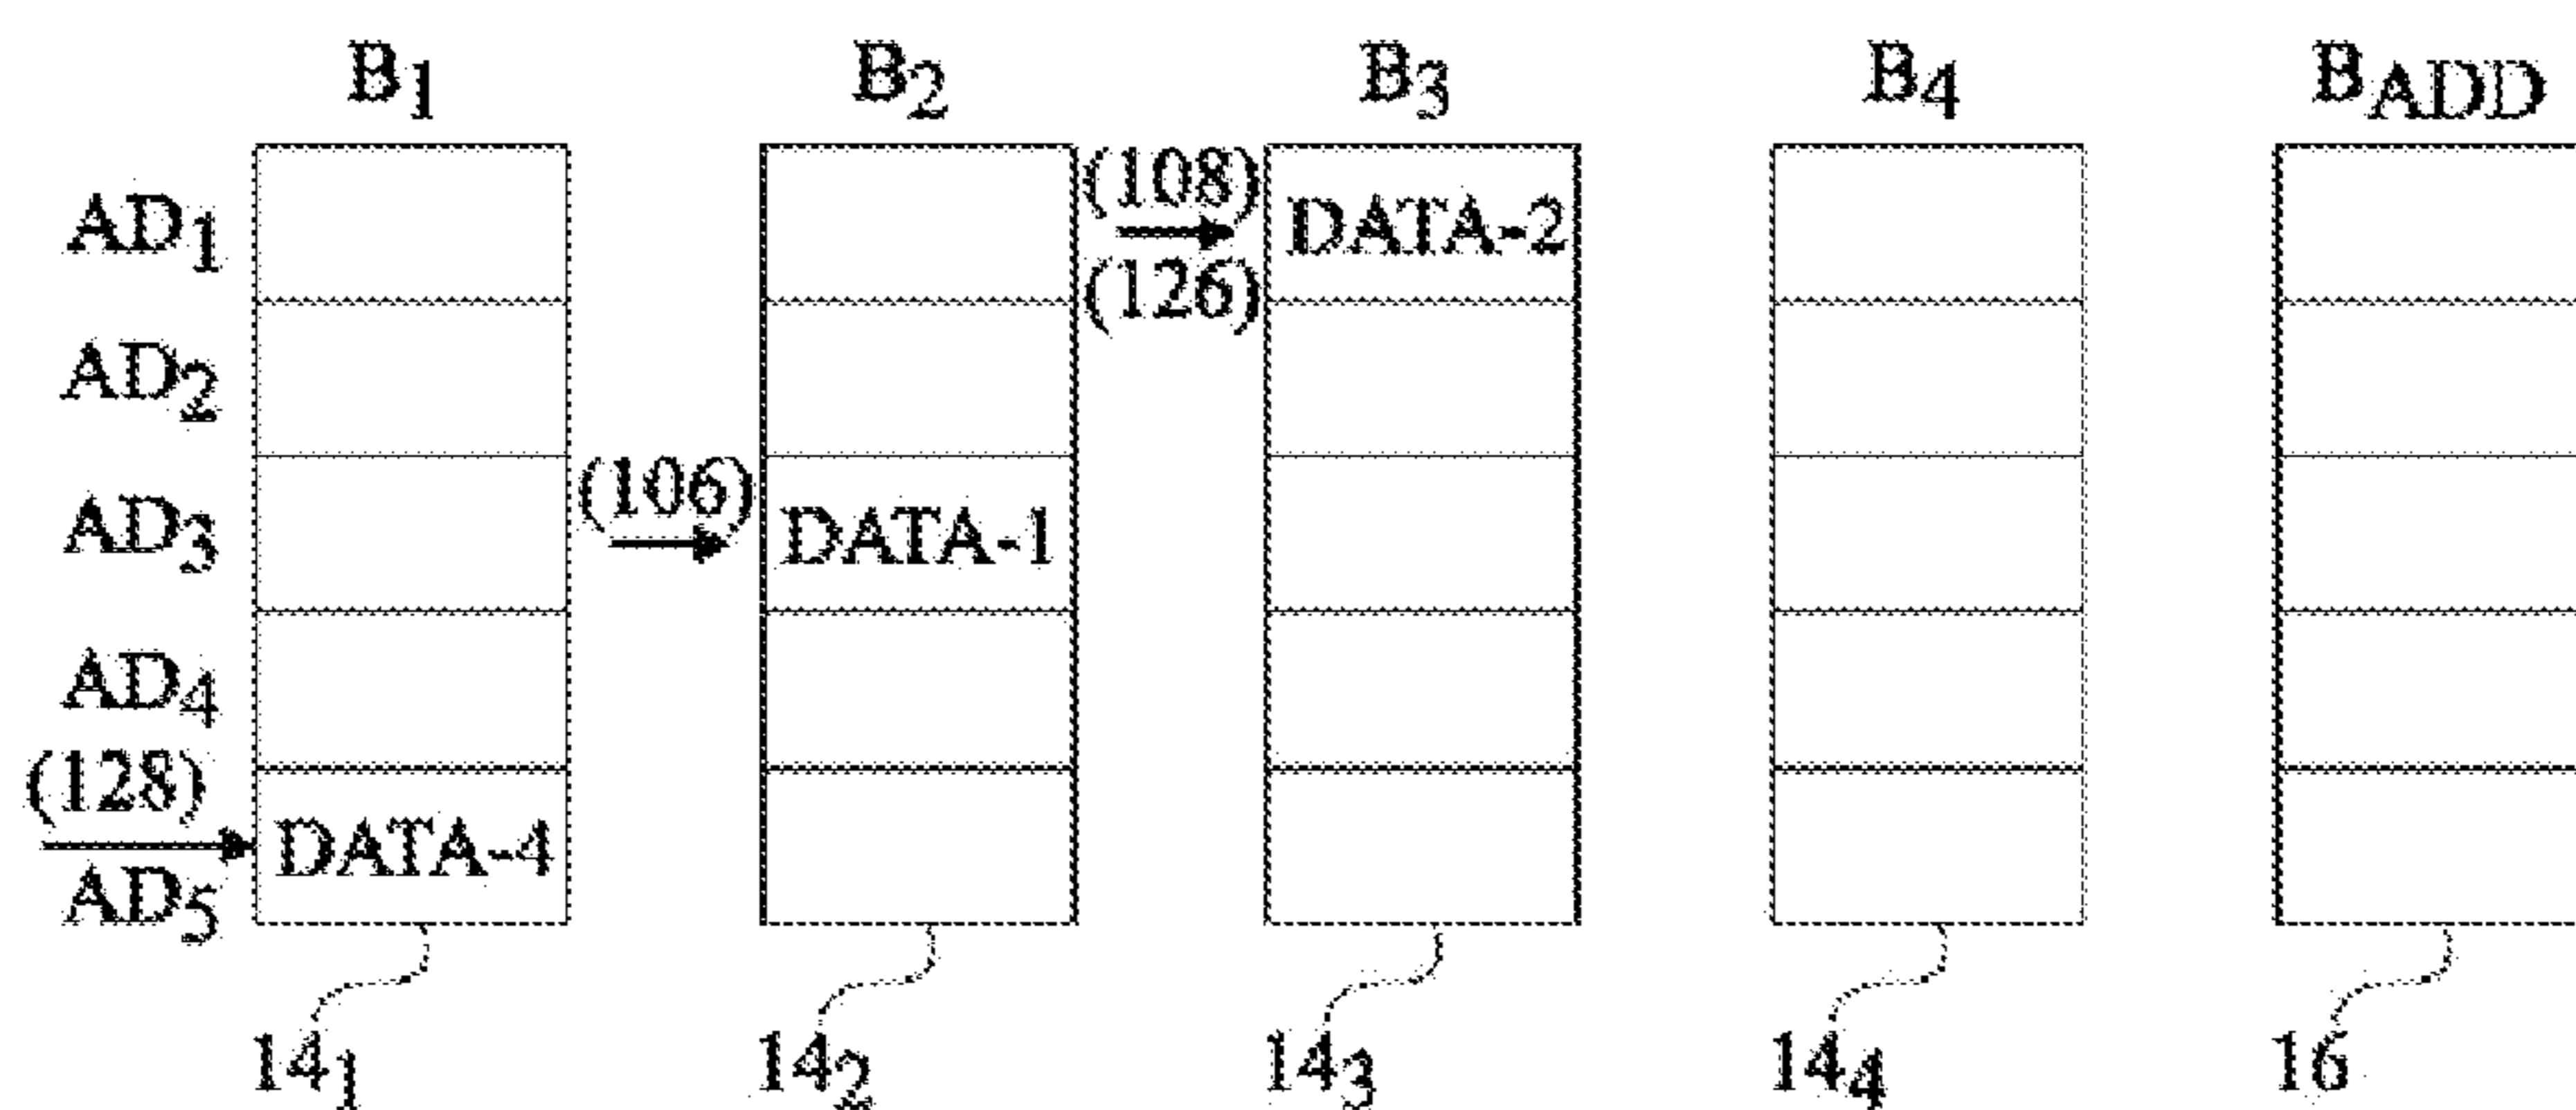 B1 B2 B3 B4 BADD
(108)
AD1 DATA-2
(126)
AD2
(106)
AD3 DATA-1
AD4
(128)
DATA-4
AD5
141 142 143 144 16